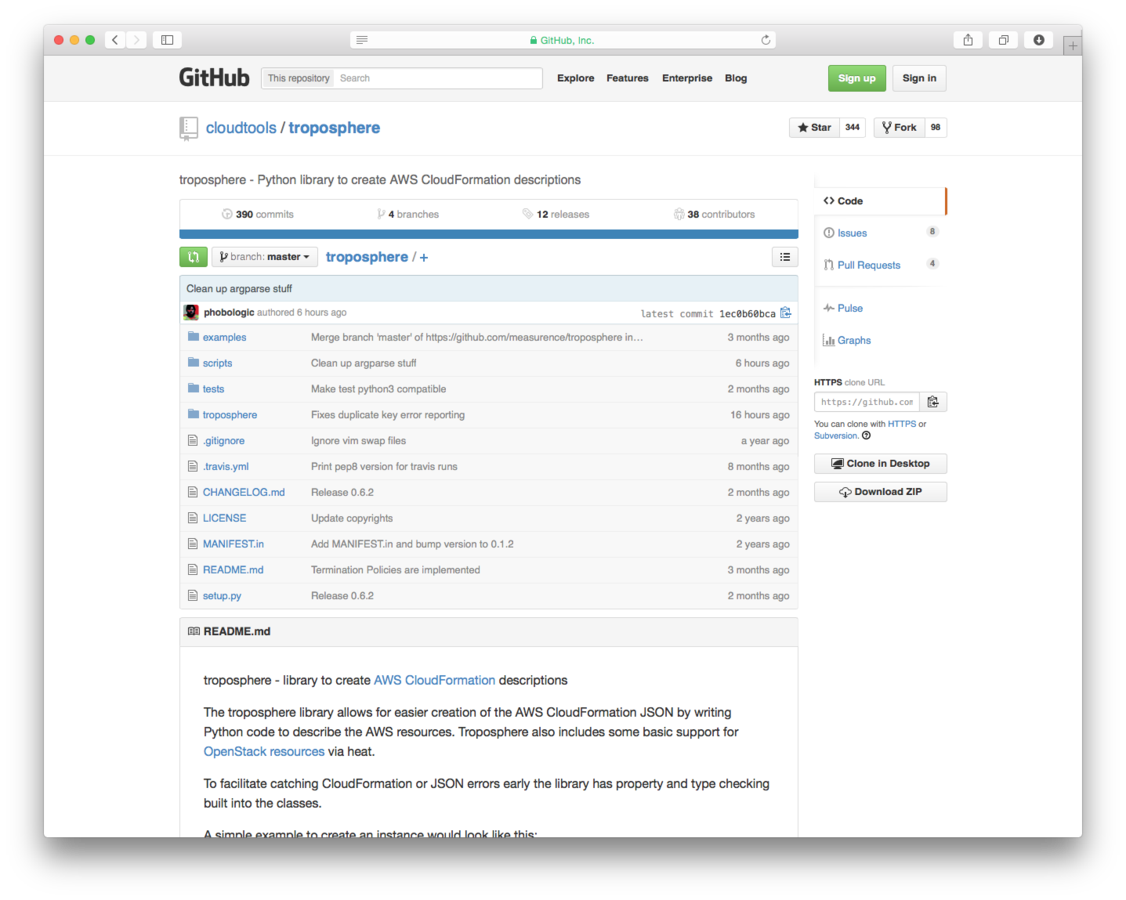 GitHub, Inc.
GitHub This repository Search Explore Features Enterprise Blog Sign up Sign in
cloudtools / troposphere Star 344 Fork 98
troposphere - Python library to create AWS CloudFormation descriptions
390 commits 4 branches 12 releases 38 contributors
branch: master troposphere / +
Clean up argparse stuff
phobologic authored 6 hours ago latest commit 1ec0b60bca
examples Merge branch 'master' of https://github.com/measurence/troposphere in… 3 months ago
scripts Clean up argparse stuff 6 hours ago
tests Make test python3 compatible 2 months ago
troposphere Fixes duplicate key error reporting 16 hours ago
.gitignore Ignore vim swap files a year ago
.travis.yml Print pep8 version for travis runs 8 months ago
CHANGELOG.md Release 0.6.2 2 months ago
LICENSE Update copyrights 2 years ago
MANIFEST.in Add MANIFEST.in and bump version to 0.1.2 2 years ago
README.md Termination Policies are implemented 3 months ago
setup.py Release 0.6.2 2 months ago
README.md
troposphere - library to create AWS CloudFormation descriptions
The troposphere library allows for easier creation of the AWS CloudFormation JSON by writing
Python code to describe the AWS resources. Troposphere also includes some basic support for
OpenStack resources via heat.
To facilitate catching CloudFormation or JSON errors early the library has property and type checking
built into the classes.
A simple example to create an instance would look like this:
Code
Issues 8
Pull Requests 4
Pulse
Graphs
HTTPS clone URL
https://github.com
You can clone with HTTPS or
Subversion.
Clone in Desktop
Download ZIP